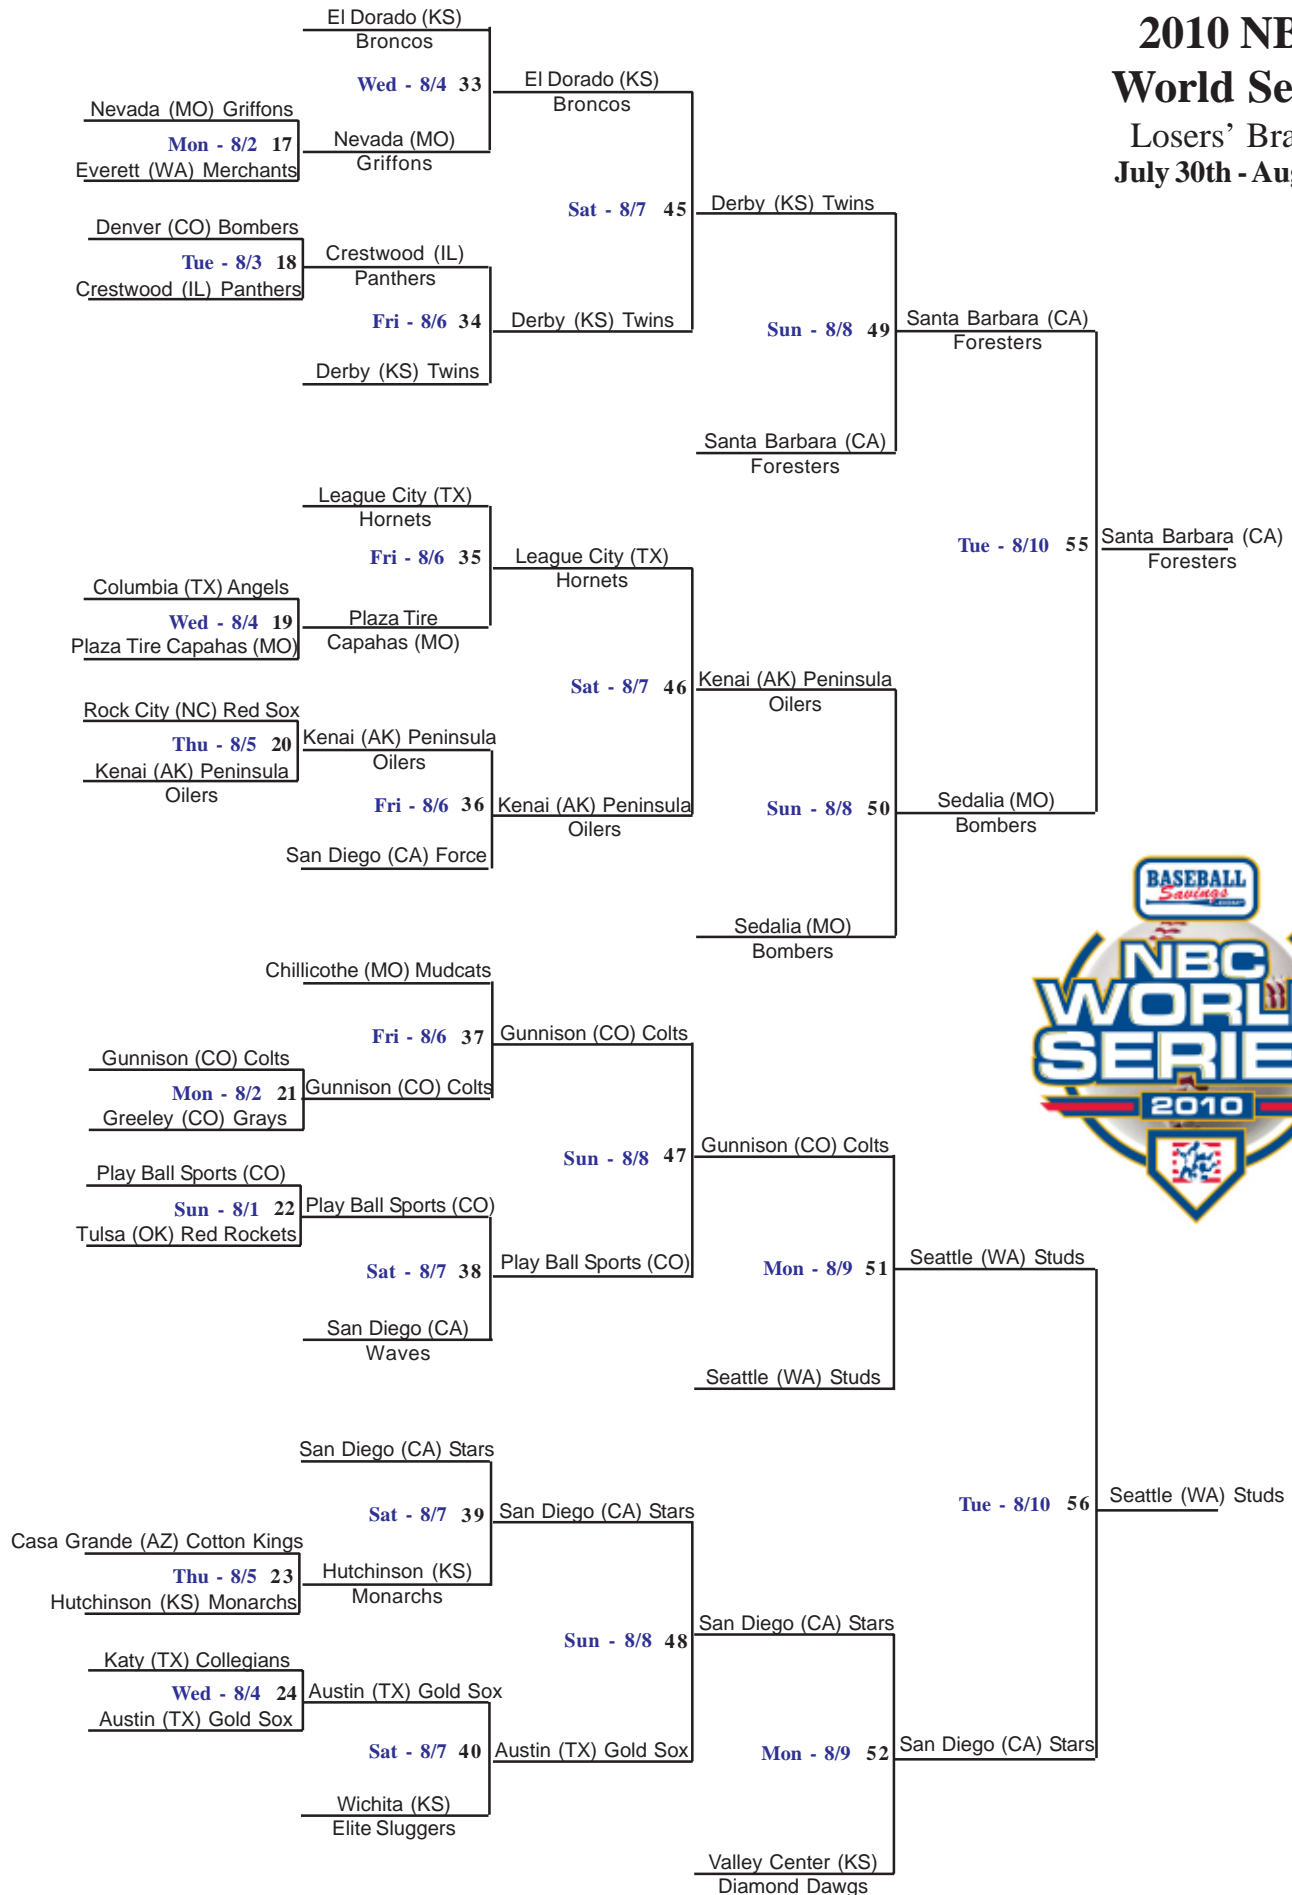 2010 NB
World Se
Losers' Bra
July 30th - Aug
El Dorado (KS)
Broncos
Wed - 8/4 33
El Dorado (KS)
Broncos
Nevada (MO) Griffons
Mon - 8/2 17
Everett (WA) Merchants
Nevada (MO)
Griffons
Sat - 8/7 45
Derby (KS) Twins
Denver (CO) Bombers
Tue - 8/3 18
Crestwood (IL) Panthers
Crestwood (IL)
Panthers
Fri - 8/6 34
Derby (KS) Twins
Derby (KS) Twins
Sun - 8/8 49
Santa Barbara (CA)
Foresters
Santa Barbara (CA)
Foresters
League City (TX)
Hornets
Fri - 8/6 35
League City (TX)
Hornets
Tue - 8/10 55
Santa Barbara (CA)
Foresters
Columbia (TX) Angels
Wed - 8/4 19
Plaza Tire Capahas (MO)
Plaza Tire
Capahas (MO)
Sat - 8/7 46
Kenai (AK) Peninsula
Oilers
Rock City (NC) Red Sox
Thu - 8/5 20
Kenai (AK) Peninsula
Oilers
Kenai (AK) Peninsula
Oilers
Fri - 8/6 36
Kenai (AK) Peninsula
Oilers
San Diego (CA) Force
Sun - 8/8 50
Sedalia (MO)
Bombers
Sedalia (MO)
Bombers
BASEBALL
Savings
.com
NBC
WORL
SERIE
2010
Chillicothe (MO) Mudcats
Fri - 8/6 37
Gunnison (CO) Colts
Gunnison (CO) Colts
Mon - 8/2 21
Greeley (CO) Grays
Gunnison (CO) Colts
Sun - 8/8 47
Gunnison (CO) Colts
Play Ball Sports (CO)
Sun - 8/1 22
Tulsa (OK) Red Rockets
Play Ball Sports (CO)
Sat - 8/7 38
Play Ball Sports (CO)
San Diego (CA)
Waves
Mon - 8/9 51
Seattle (WA) Studs
Seattle (WA) Studs
San Diego (CA) Stars
Sat - 8/7 39
San Diego (CA) Stars
Tue - 8/10 56
Seattle (WA) Studs
Casa Grande (AZ) Cotton Kings
Thu - 8/5 23
Hutchinson (KS) Monarchs
Hutchinson (KS)
Monarchs
Sun - 8/8 48
San Diego (CA) Stars
Katy (TX) Collegians
Wed - 8/4 24
Austin (TX) Gold Sox
Austin (TX) Gold Sox
Sat - 8/7 40
Austin (TX) Gold Sox
Wichita (KS)
Elite Sluggers
Mon - 8/9 52
San Diego (CA) Stars
Valley Center (KS)
Diamond Dawgs